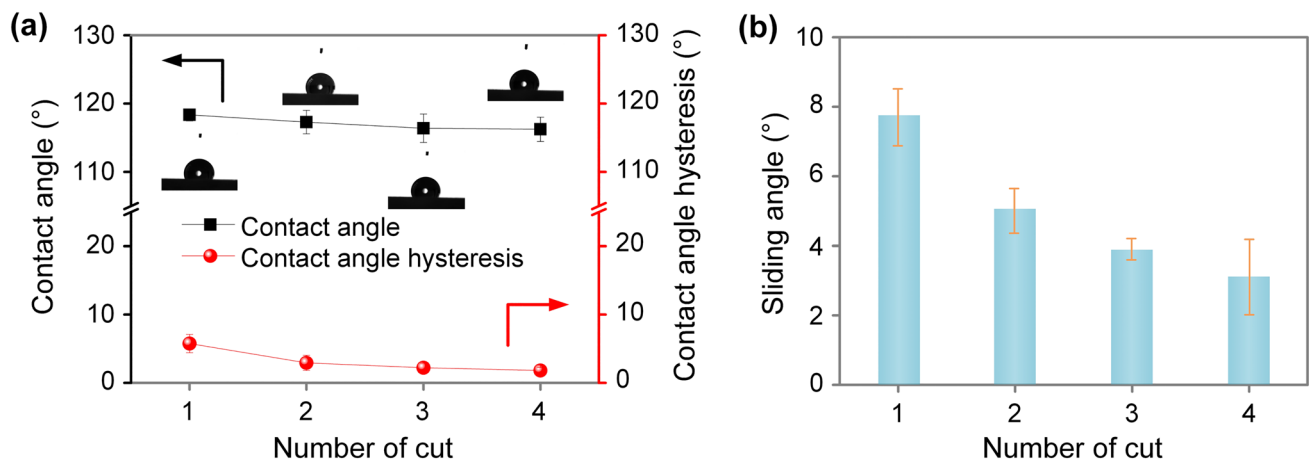 (a)
Contact angle (°)
130
120
110
20
10
0
Contact angle
Contact angle hysteresis
1 2 3 4
Number of cut
130
120
110
20
10
0
Contact angle hysteresis (°)
(b)
Sliding angle (°)
10
8
6
4
2
0
1 2 3 4
Number of cut